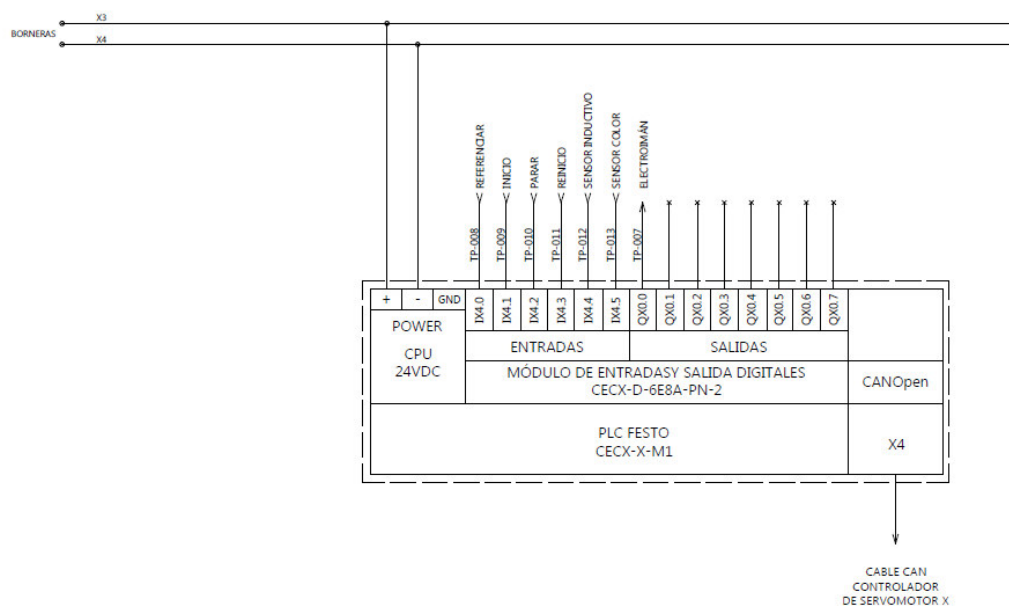 X3
BORNERAS
X4
REFERENCIAR
INICIO
PARAR
REINICIO
SENSOR INDUCTIVO
SENSOR COLOR
ELECTROIMÁN
TP-008
TP-009
TP-010
TP-011
TP-012
TP-013
TP-007
+
-
GND
IX4.0
IX4.1
IX4.2
IX4.3
IX4.4
IX4.5
QX0.0
QX0.1
QX0.2
QX0.3
QX0.4
QX0.5
QX0.6
QX0.7
POWER
CPU
24VDC
ENTRADAS
SALIDAS
MÓDULO DE ENTRADASY SALIDA DIGITALES
CECX-D-6E8A-PN-2
CANOpen
PLC FESTO
CECX-X-M1
X4
CABLE CAN
CONTROLADOR
DE SERVOMOTOR X